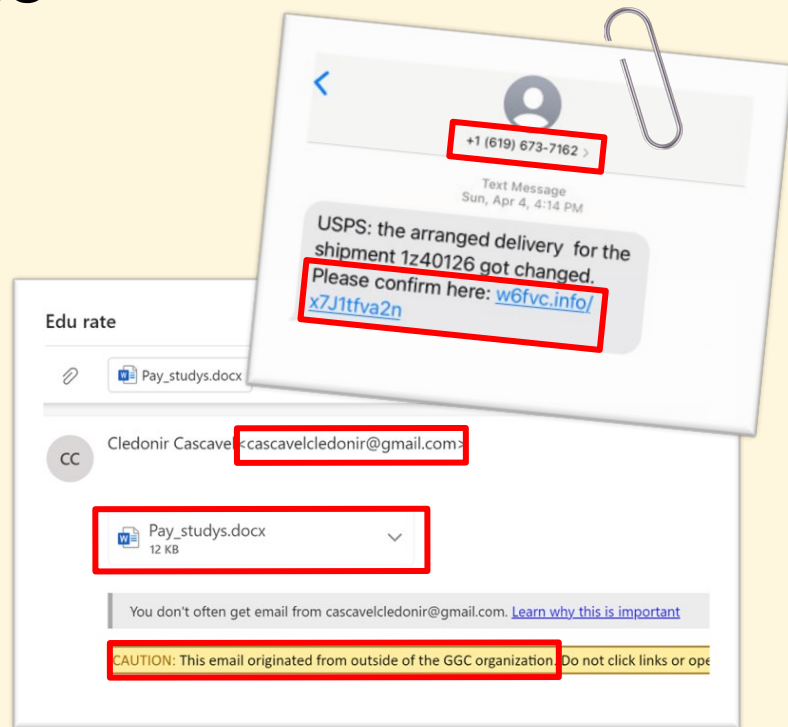 +1 (619) 673-7162 >
Text Message
Sun, Apr 4, 4:14 PM
USPS: the arranged delivery for the
shipment 1z40126 got changed.
Please confirm here: w6fvc.info/
x7J1tfva2n
Edu rate
Pay_studys.docx
CC
Cledonir Cascavel <cascavelcledonir@gmail.com>
Pay_studys.docx
12 KB
You don't often get email from cascavelcledonir@gmail.com. Learn why this is important
CAUTION: This email originated from outside of the GGC organization. Do not click links or ope